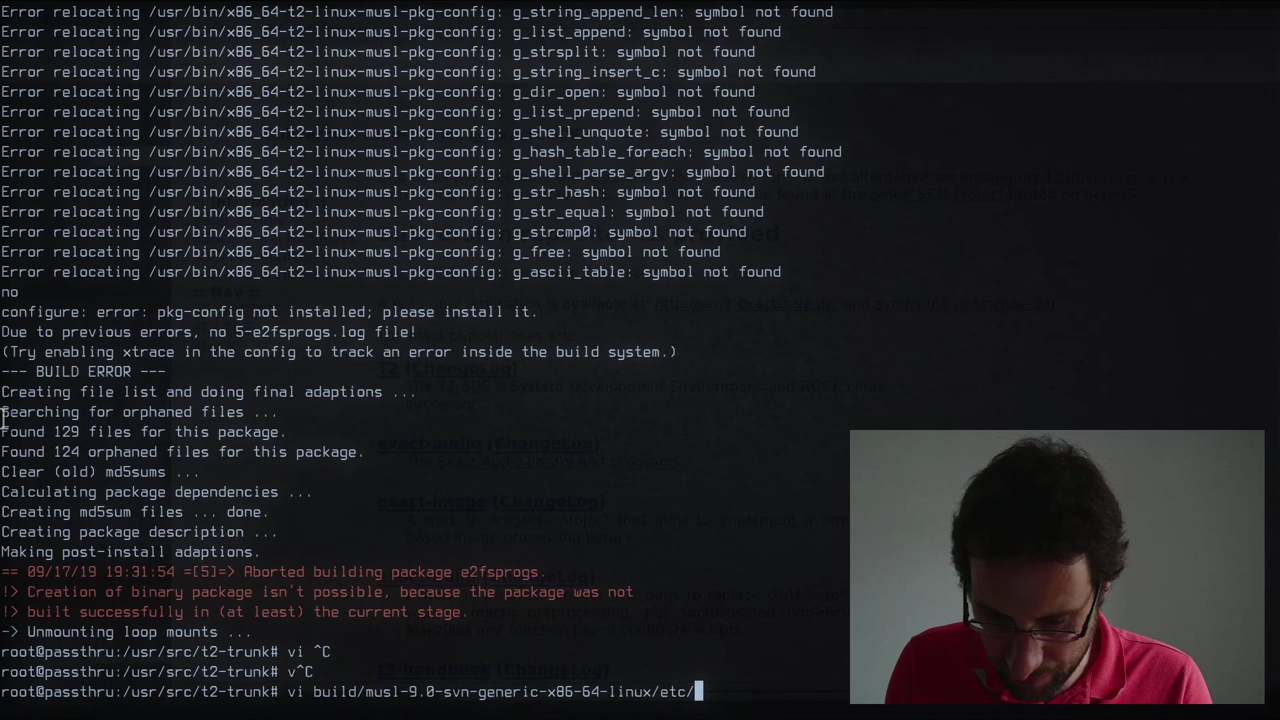 Error relocating /usr/bin/x86_64-t2-linux-musl-pkg-config: g_string_append_len: symbol not found
Error relocating /usr/bin/x86_64-t2-linux-musl-pkg-config: g_list_append: symbol not found
Error relocating /usr/bin/x86_64-t2-linux-musl-pkg-config: g_strsplit: symbol not found
Error relocating /usr/bin/x86_64-t2-linux-musl-pkg-config: g_string_insert_c: symbol not found
Error relocating /usr/bin/x86_64-t2-linux-musl-pkg-config: g_dir_open: symbol not found
Error relocating /usr/bin/x86_64-t2-linux-musl-pkg-config: g_list_prepend: symbol not found
Error relocating /usr/bin/x86_64-t2-linux-musl-pkg-config: g_shell_unquote: symbol not found
Error relocating /usr/bin/x86_64-t2-linux-musl-pkg-config: g_hash_table_foreach: symbol not found
Error relocating /usr/bin/x86_64-t2-linux-musl-pkg-config: g_shell_parse_argv: symbol not found
Error relocating /usr/bin/x86_64-t2-linux-musl-pkg-config: g_str_hash: symbol not found
Error relocating /usr/bin/x86_64-t2-linux-musl-pkg-config: g_str_equal: symbol not found
Error relocating /usr/bin/x86_64-t2-linux-musl-pkg-config: g_strcmp0: symbol not found
Error relocating /usr/bin/x86_64-t2-linux-musl-pkg-config: g_free: symbol not found
Error relocating /usr/bin/x86_64-t2-linux-musl-pkg-config: g_ascii_table: symbol not found
no
configure: error: pkg-config not installed; please install it.
Due to previous errors, no 5-e2fsprogs.log file!
(Try enabling xtrace in the config to track an error inside the build system.)
--- BUILD ERROR ---
Creating file list and doing final adaptions ...
Searching for orphaned files ...
Found 129 files for this package.
Found 124 orphaned files for this package.
Clear (old) md5sums ...
Calculating package dependencies ...
Creating md5sum files ... done.
Creating package description ...
Making post-install adaptions.
== 09/17/19 19:31:54 =[5]=> Aborted building package e2fsprogs.
!> Creation of binary package isn't possible, because the package was not
!> built successfully in (at least) the current stage.
-> Unmounting loop mounts ...
root@passthru:/usr/src/t2-trunk# vi ^C
root@passthru:/usr/src/t2-trunk# v^C
root@passthru:/usr/src/t2-trunk# vi build/musl-9.0-svn-generic-x86-64-linux/etc/
T2 (ChangeLog)
exact-audio (ChangeLog)
The Exact Audio library and programs
exact-image (ChangeLog)
t2-handbook (ChangeLog)